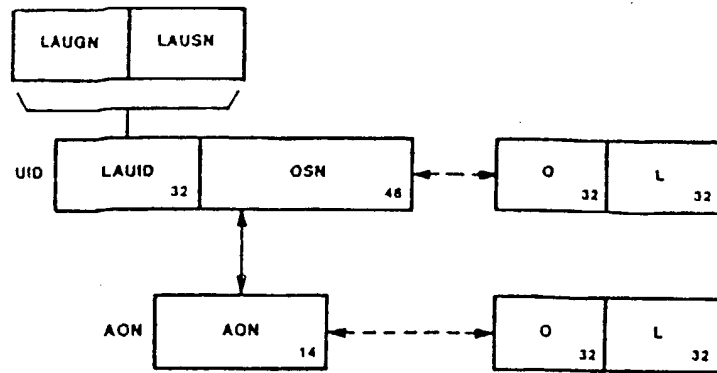 LAUGN LAUSN
UID LAUID 32 OSN 48 O 32 L 32
AON AON 14 O 32 L 32